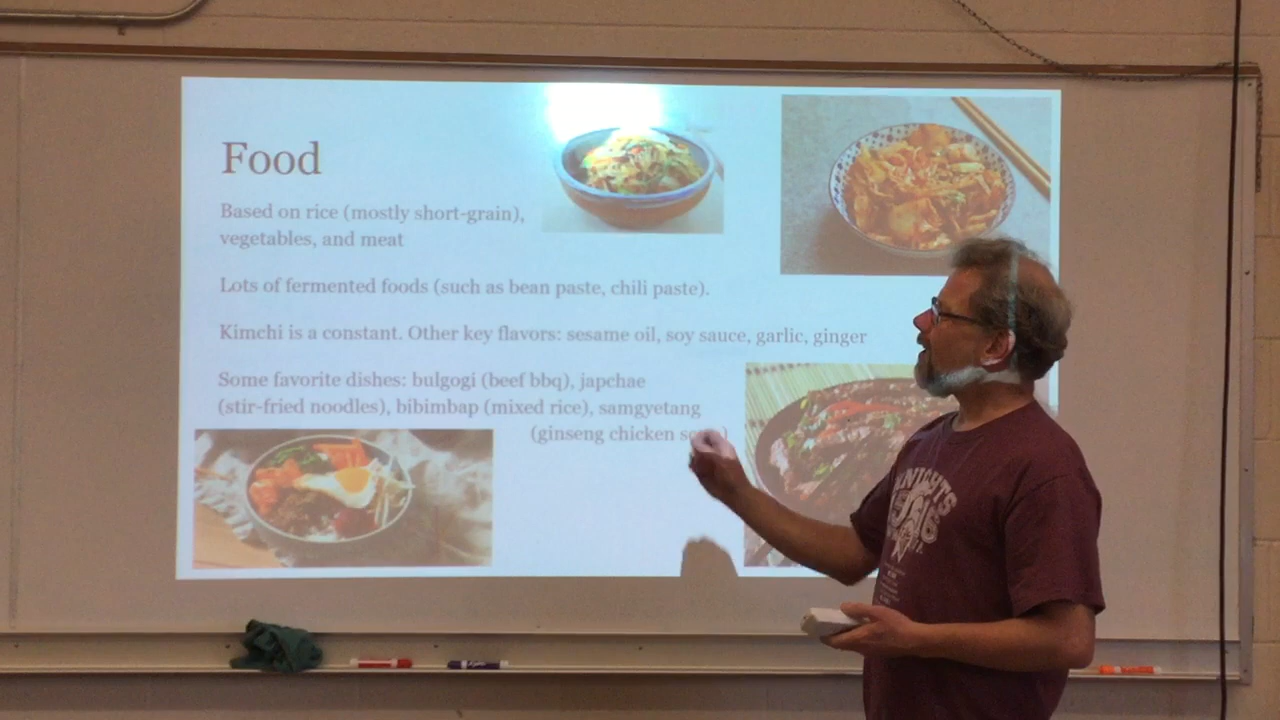 Food
Based on rice (mostly short-grain),
vegetables, and meat
Lots of fermented foods (such as bean paste, chili paste).
Kimchi is a constant. Other key flavors: sesame oil, soy sauce, garlic, ginger
Some favorite dishes: bulgogi (beef bbq), japchae
(stir-fried noodles), bibimbap (mixed rice), samgyetang
(ginseng chicken
KNIGHTS